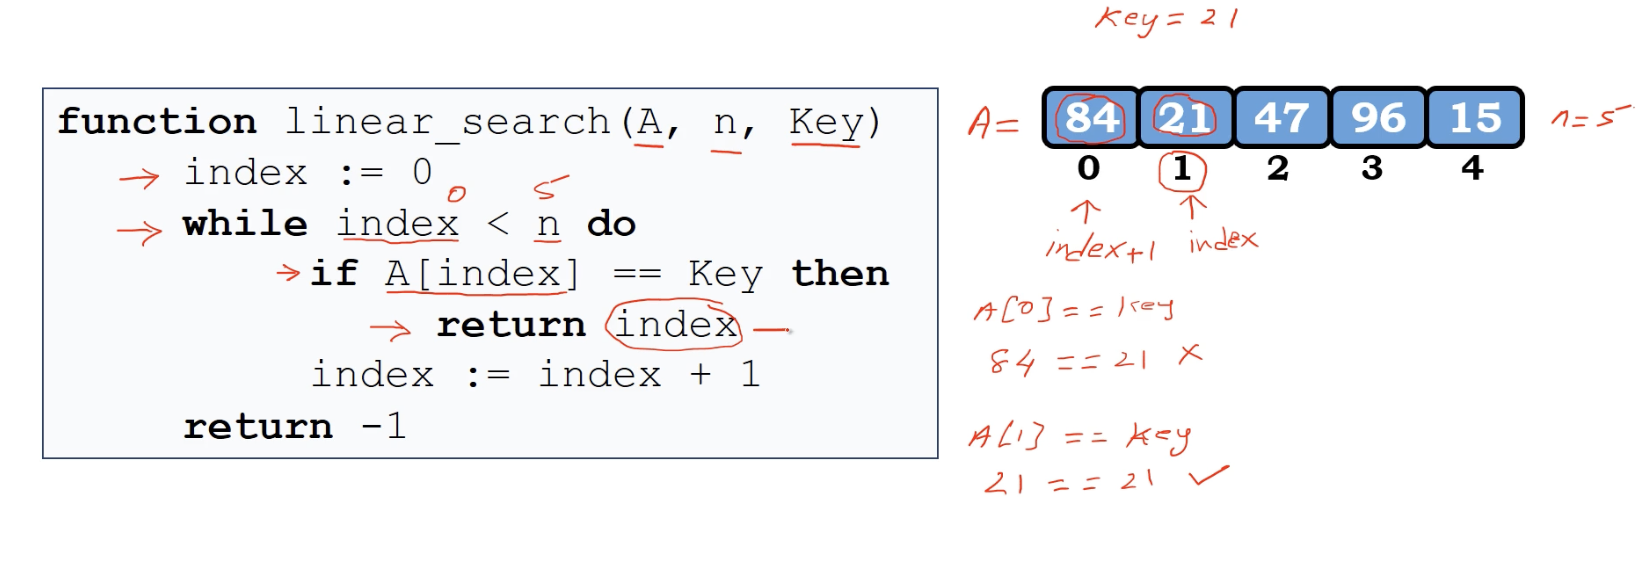 Key = 21
function linear_search(A, n, Key)
index := 0
0 5
while index < n do
if A[index] == Key then
return index
index := index + 1
return -1
A= 84 21 47 96 15 n=5
0 1 2 3 4
index+1 index
A[0] == key
84 == 21 ×
A[1] == key
21 == 21 ✓